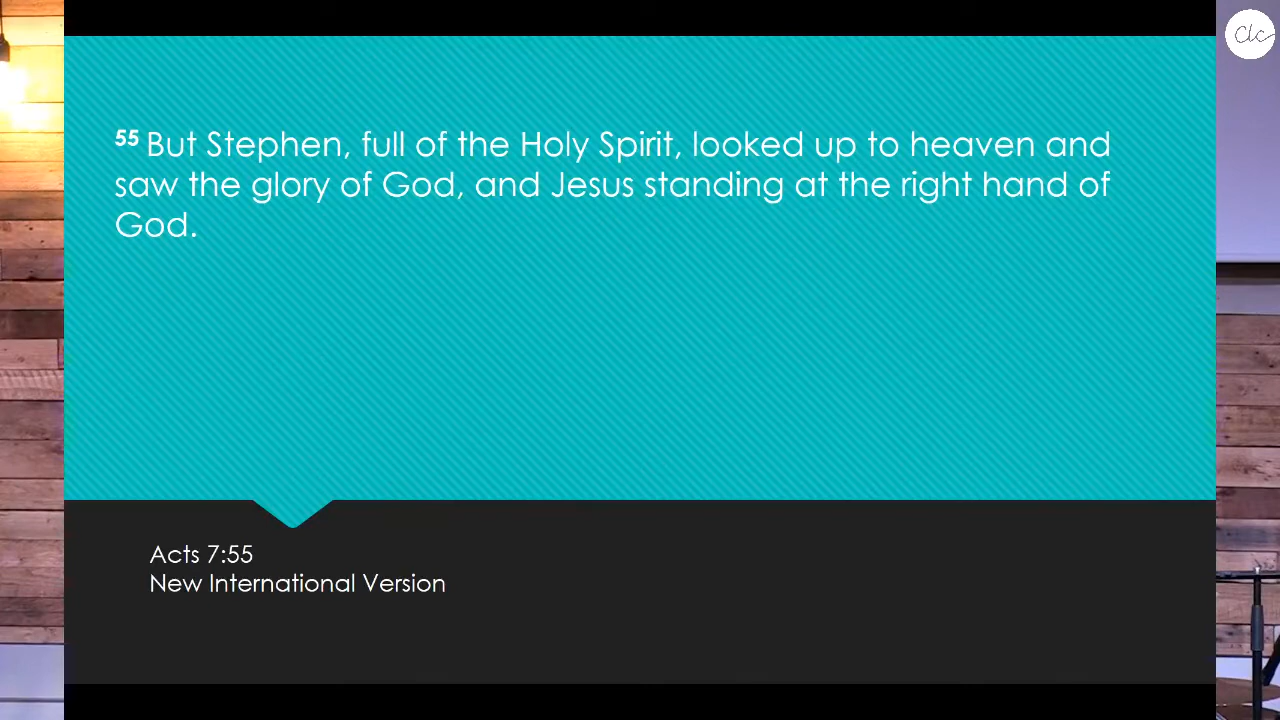 55 But Stephen, full of the Holy Spirit, looked up to heaven and
saw the glory of God, and Jesus standing at the right hand of
God.
Acts 7:55
New International Version
clc